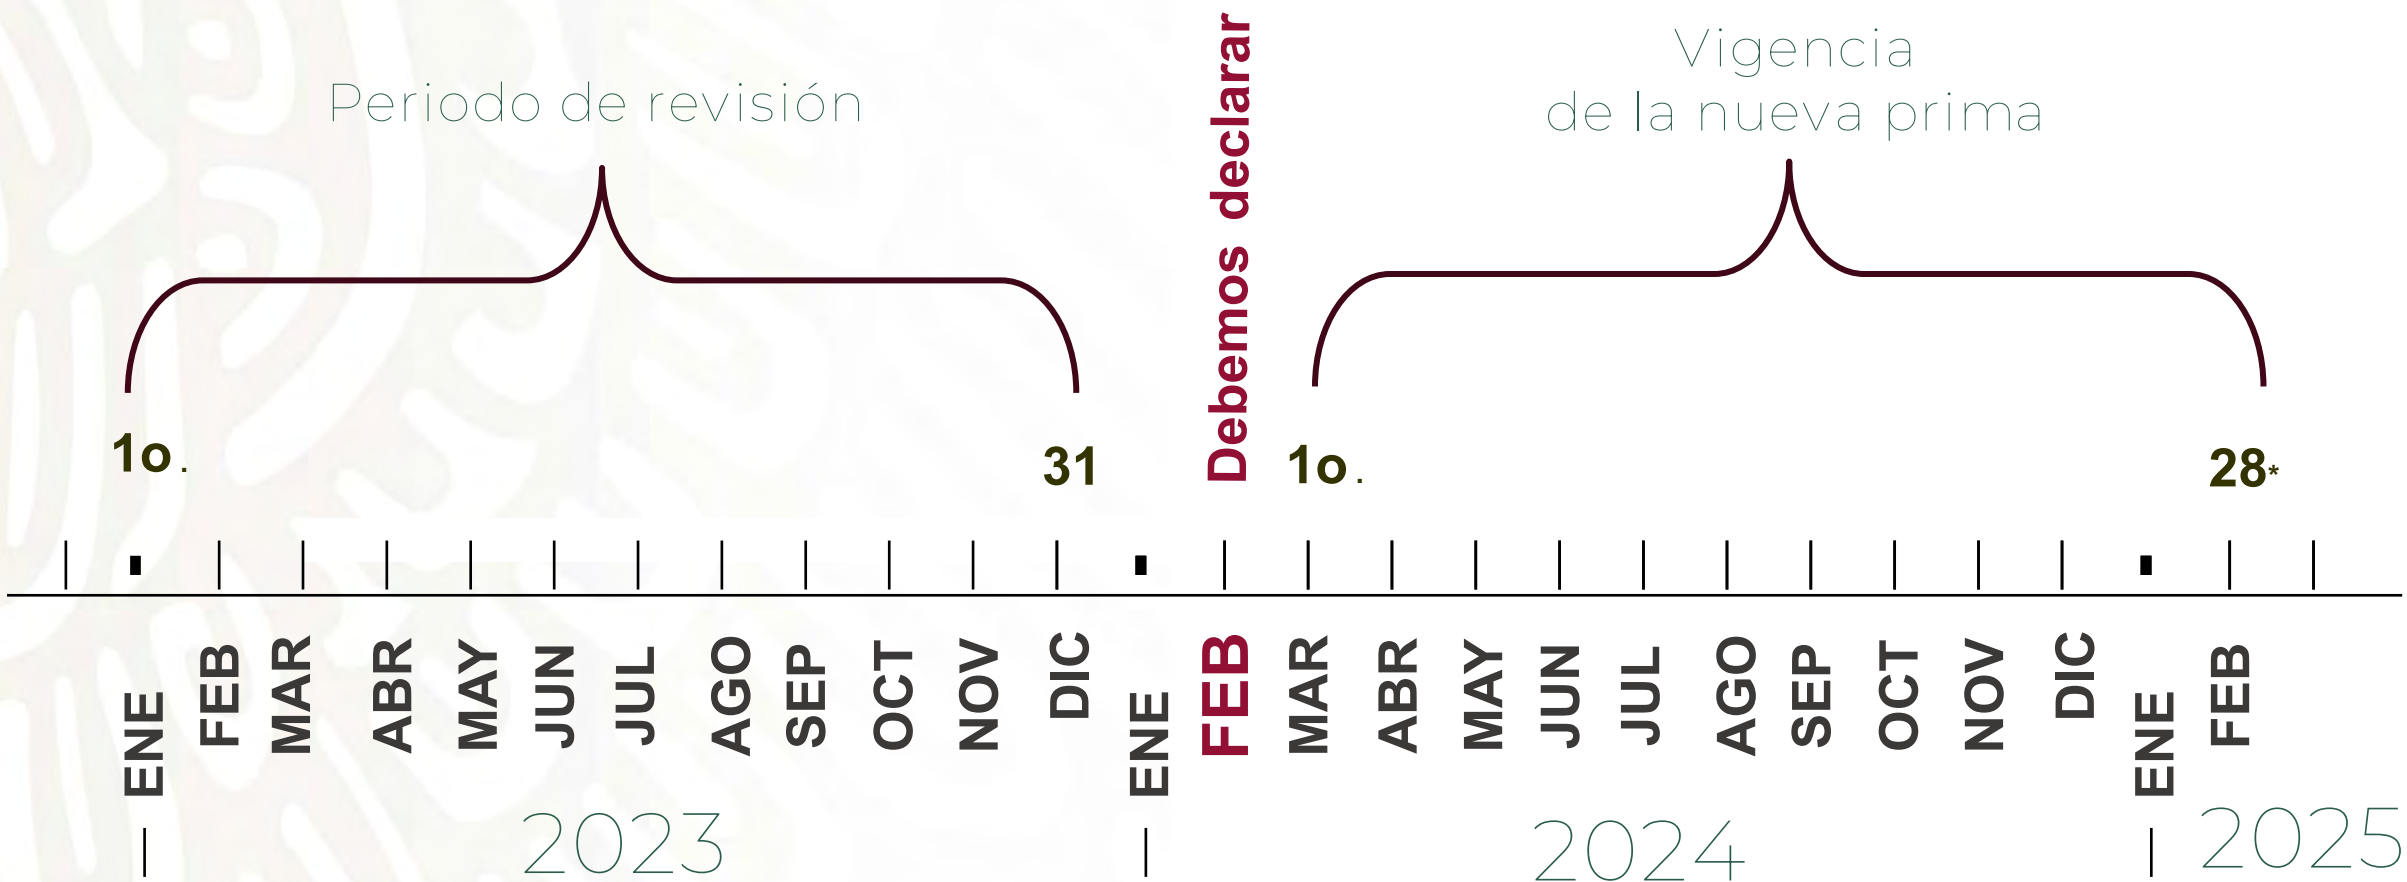 Periodo de revisión
Debemos declarar
Vigencia
de la nueva prima
1o.
31
1o.
28*
ENE
FEB
MAR
ABR
MAY
JUN
JUL
AGO
SEP
OCT
NOV
DIC
ENE
FEB
MAR
ABR
MAY
JUN
JUL
AGO
SEP
OCT
NOV
DIC
ENE
FEB
2023
2024
2025